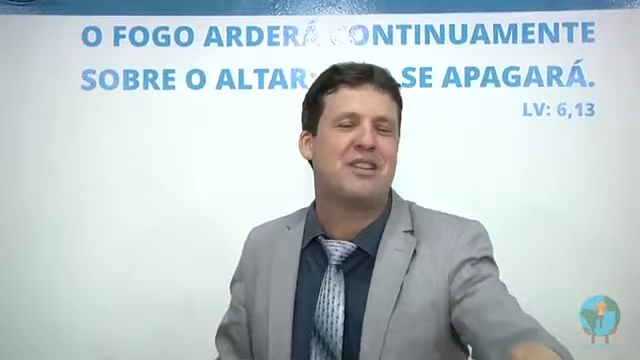 O FOGO ARDERÁ CONTINUAMENTE
SOBRE O ALTAR; SE APAGARÁ.
LV: 6,13